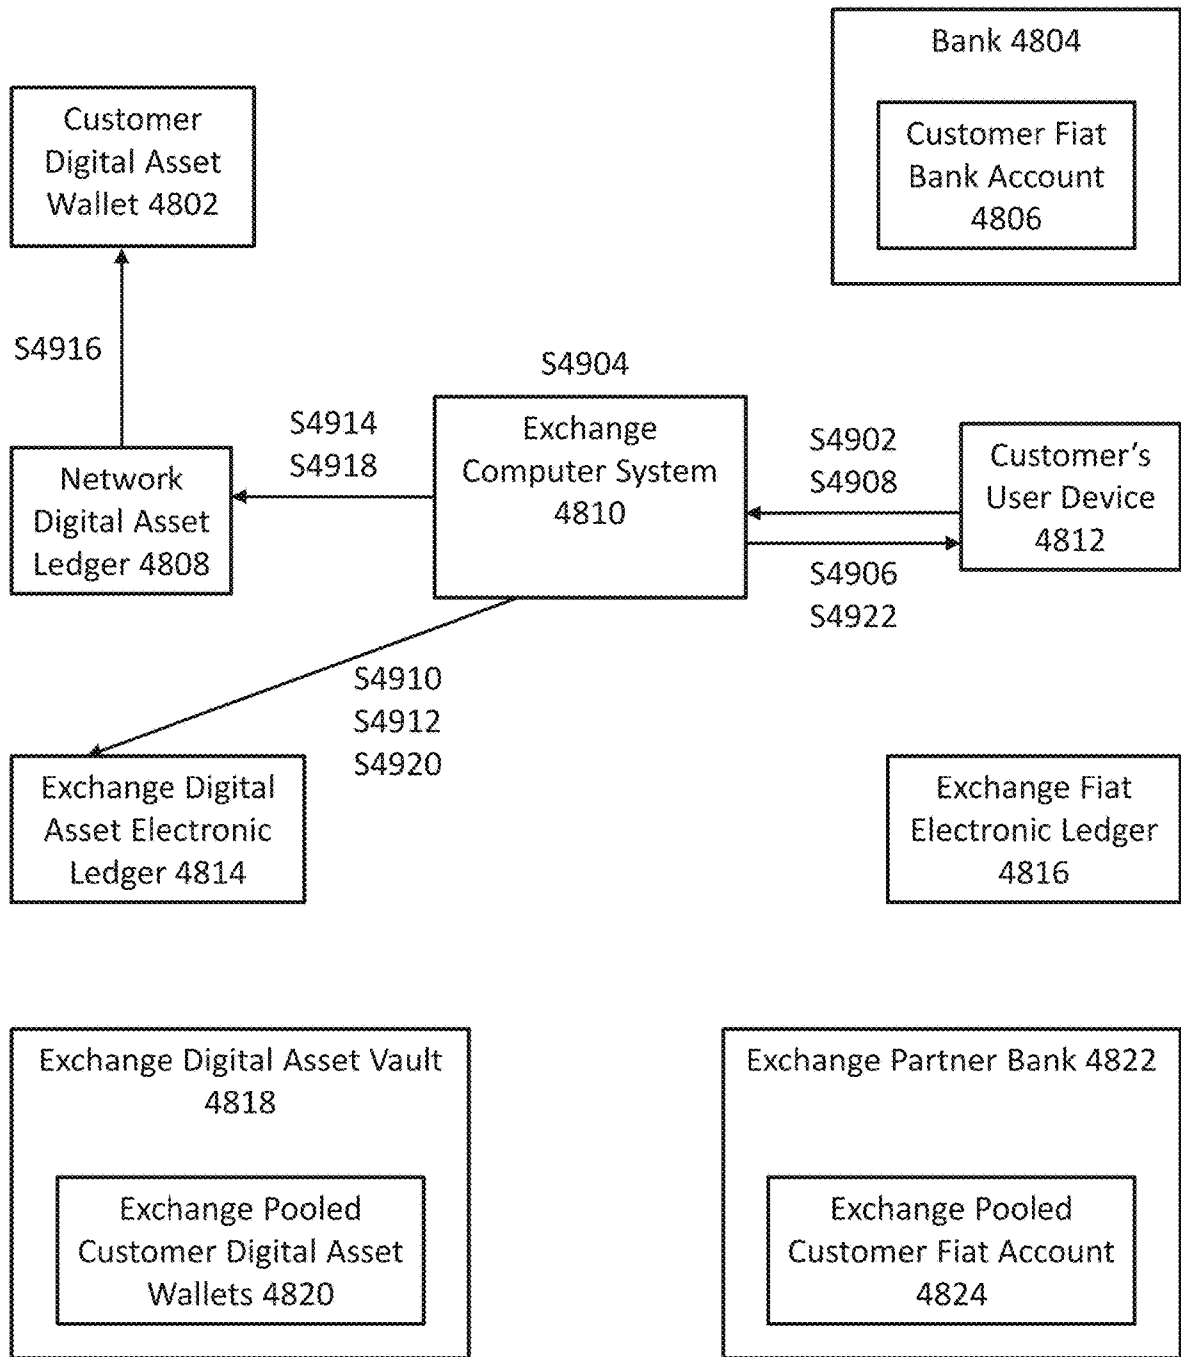 Bank 4804
Customer
Digital Asset
Wallet 4802
Customer Fiat
Bank Account
4806
S4916
S4904
S4914
S4918
Exchange
Computer System
4810
S4902
S4908
Customer’s
User Device
4812
Network
Digital Asset
Ledger 4808
S4906
S4922
S4910
S4912
S4920
Exchange Digital
Asset Electronic
Ledger 4814
Exchange Fiat
Electronic Ledger
4816
Exchange Digital Asset Vault
4818
Exchange Pooled
Customer Digital Asset
Wallets 4820
Exchange Partner Bank 4822
Exchange Pooled
Customer Fiat Account
4824